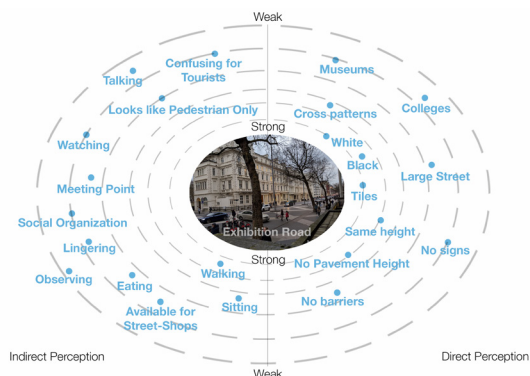 Weak
Confusing for
Tourists
Museums
Talking
Colleges
Looks like Pedestrian Only
Cross patterns
Strong
Watching
White
Black
Large Street
Meeting Point
Tiles
Social Organization
Same height
Exhibition Road
Lingering
No signs
Strong
No Pavement Height
Observing
Walking
Eating
Available for
Street-Shops
Sitting
No barriers
Indirect Perception
Direct Perception
Weak